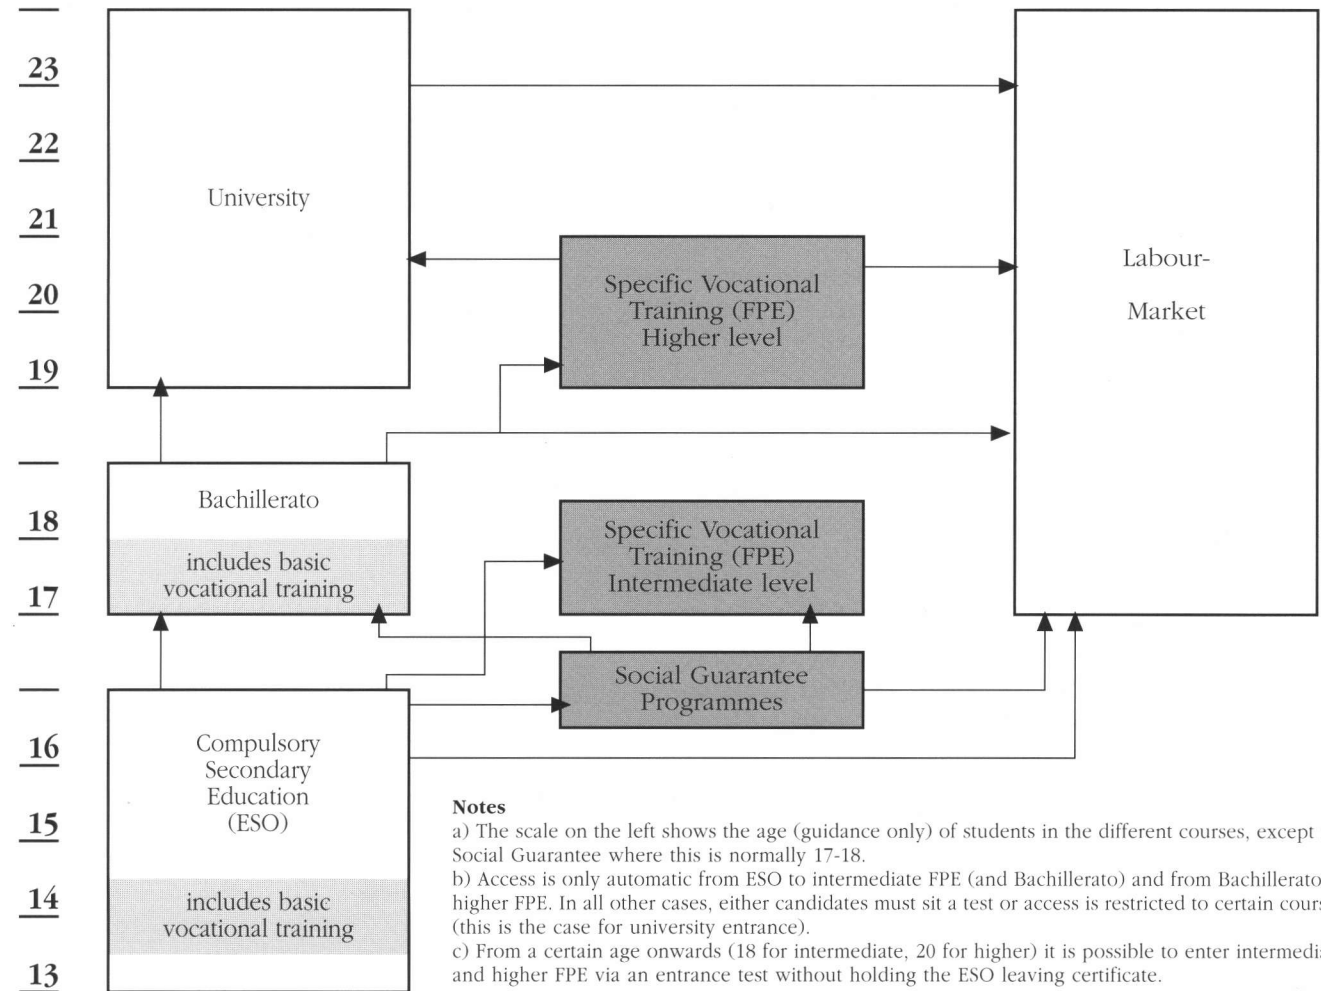 23
22
21
20
19
18
17
16
15
14
13
University
Specific Vocational
Training (FPE)
Higher level
Labour-
Market
Bachillerato
includes basic
vocational training
Specific Vocational
Training (FPE)
Intermediate level
Social Guarantee
Programmes
Compulsory
Secondary
Education
(ESO)
includes basic
vocational training
Notes
a) The scale on the left shows the age (guidance only) of students in the different courses, except
Social Guarantee where this is normally 17-18.
b) Access is only automatic from ESO to intermediate FPE (and Bachillerato) and from Bachillerato
higher FPE. In all other cases, either candidates must sit a test or access is restricted to certain
(this is the case for university entrance).
c) From a certain age onwards (18 for intermediate, 20 for higher) it is possible to enter
and higher FPE via an entrance test without holding the ESO leaving certificate.